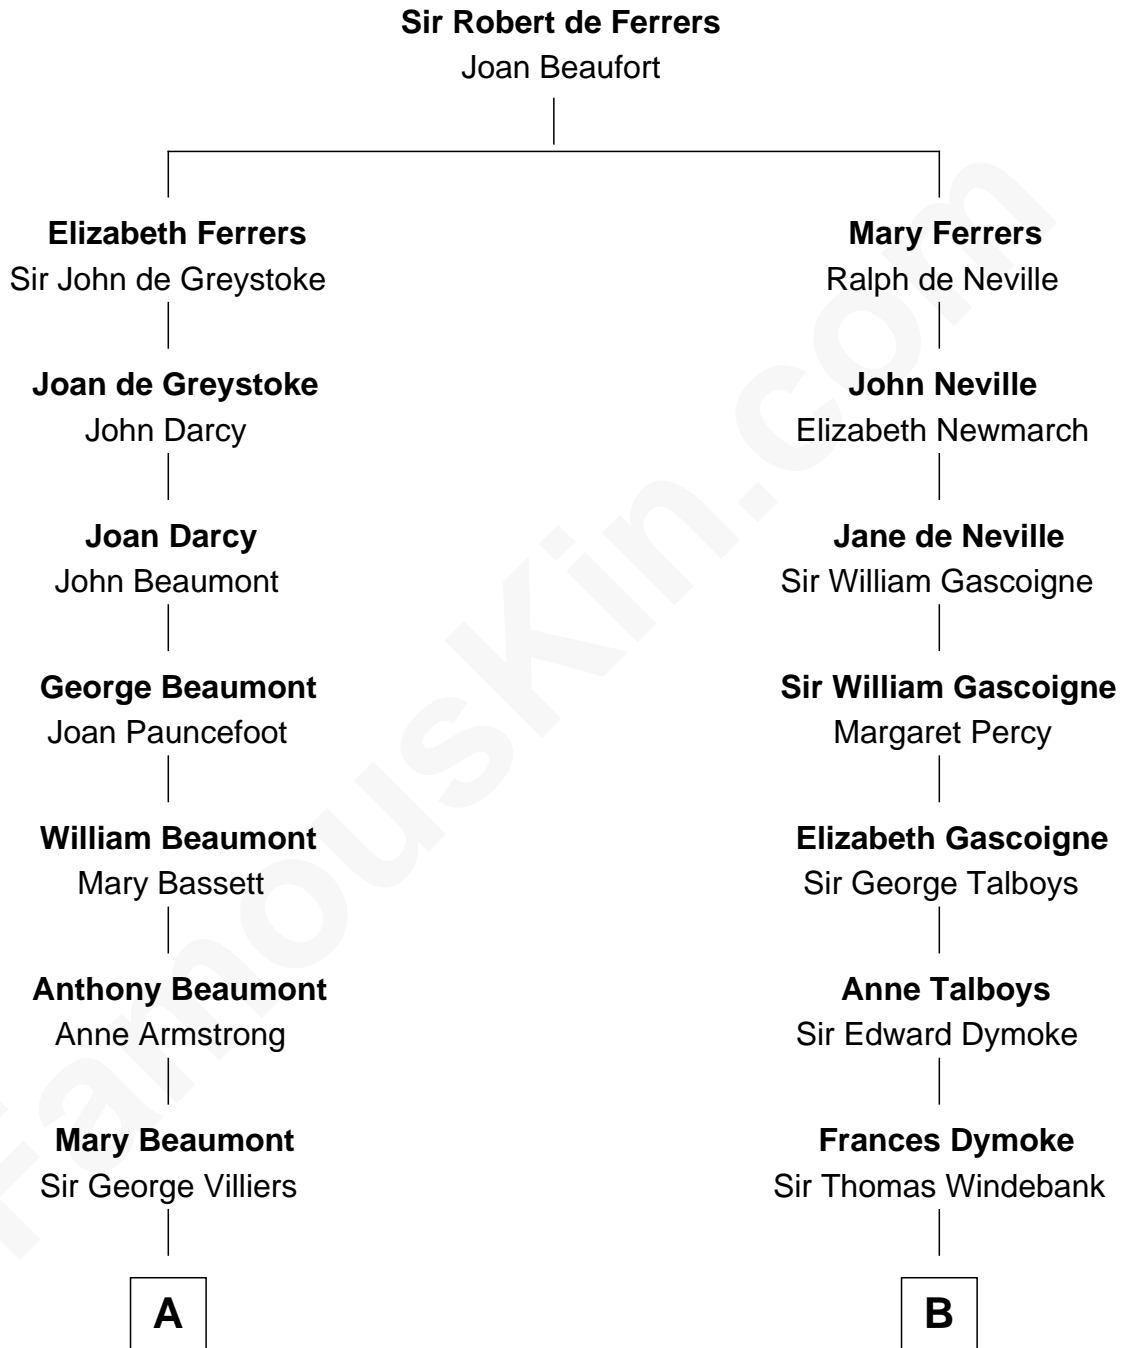 Sir Robert de Ferrers
Joan Beaufort
Elizabeth Ferrers
Sir John de Greystoke
Joan de Greystoke
John Darcy
Joan Darcy
John Beaumont
George Beaumont
Joan Pauncefoot
William Beaumont
Mary Bassett
Anthony Beaumont
Anne Armstrong
Mary Beaumont
Sir George Villiers
A
Mary Ferrers
Ralph de Neville
John Neville
Elizabeth Newmarch
Jane de Neville
Sir William Gascoigne
Sir William Gascoigne
Margaret Percy
Elizabeth Gascoigne
Sir George Talboys
Anne Talboys
Sir Edward Dymoke
Frances Dymoke
Sir Thomas Windebank
B
FamousKin.com